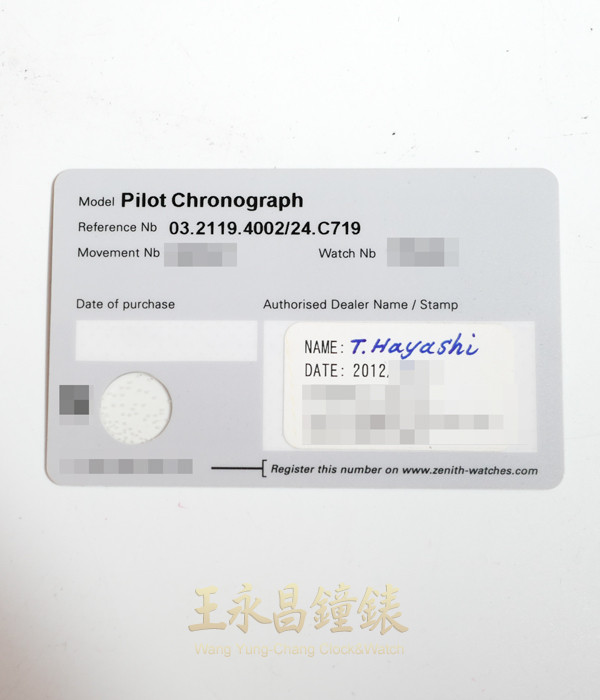 Model Pilot Chronograph
Reference Nb 03.2119.4002/24.C719
Movement Nb Watch Nb
Date of purchase Authorised Dealer Name / Stamp
NAME: T. Hayashi
DATE: 2012.
Register this number on www.zenith-watches.com
王永昌鐘錶
Wang Yung-Chang Clock&Watch